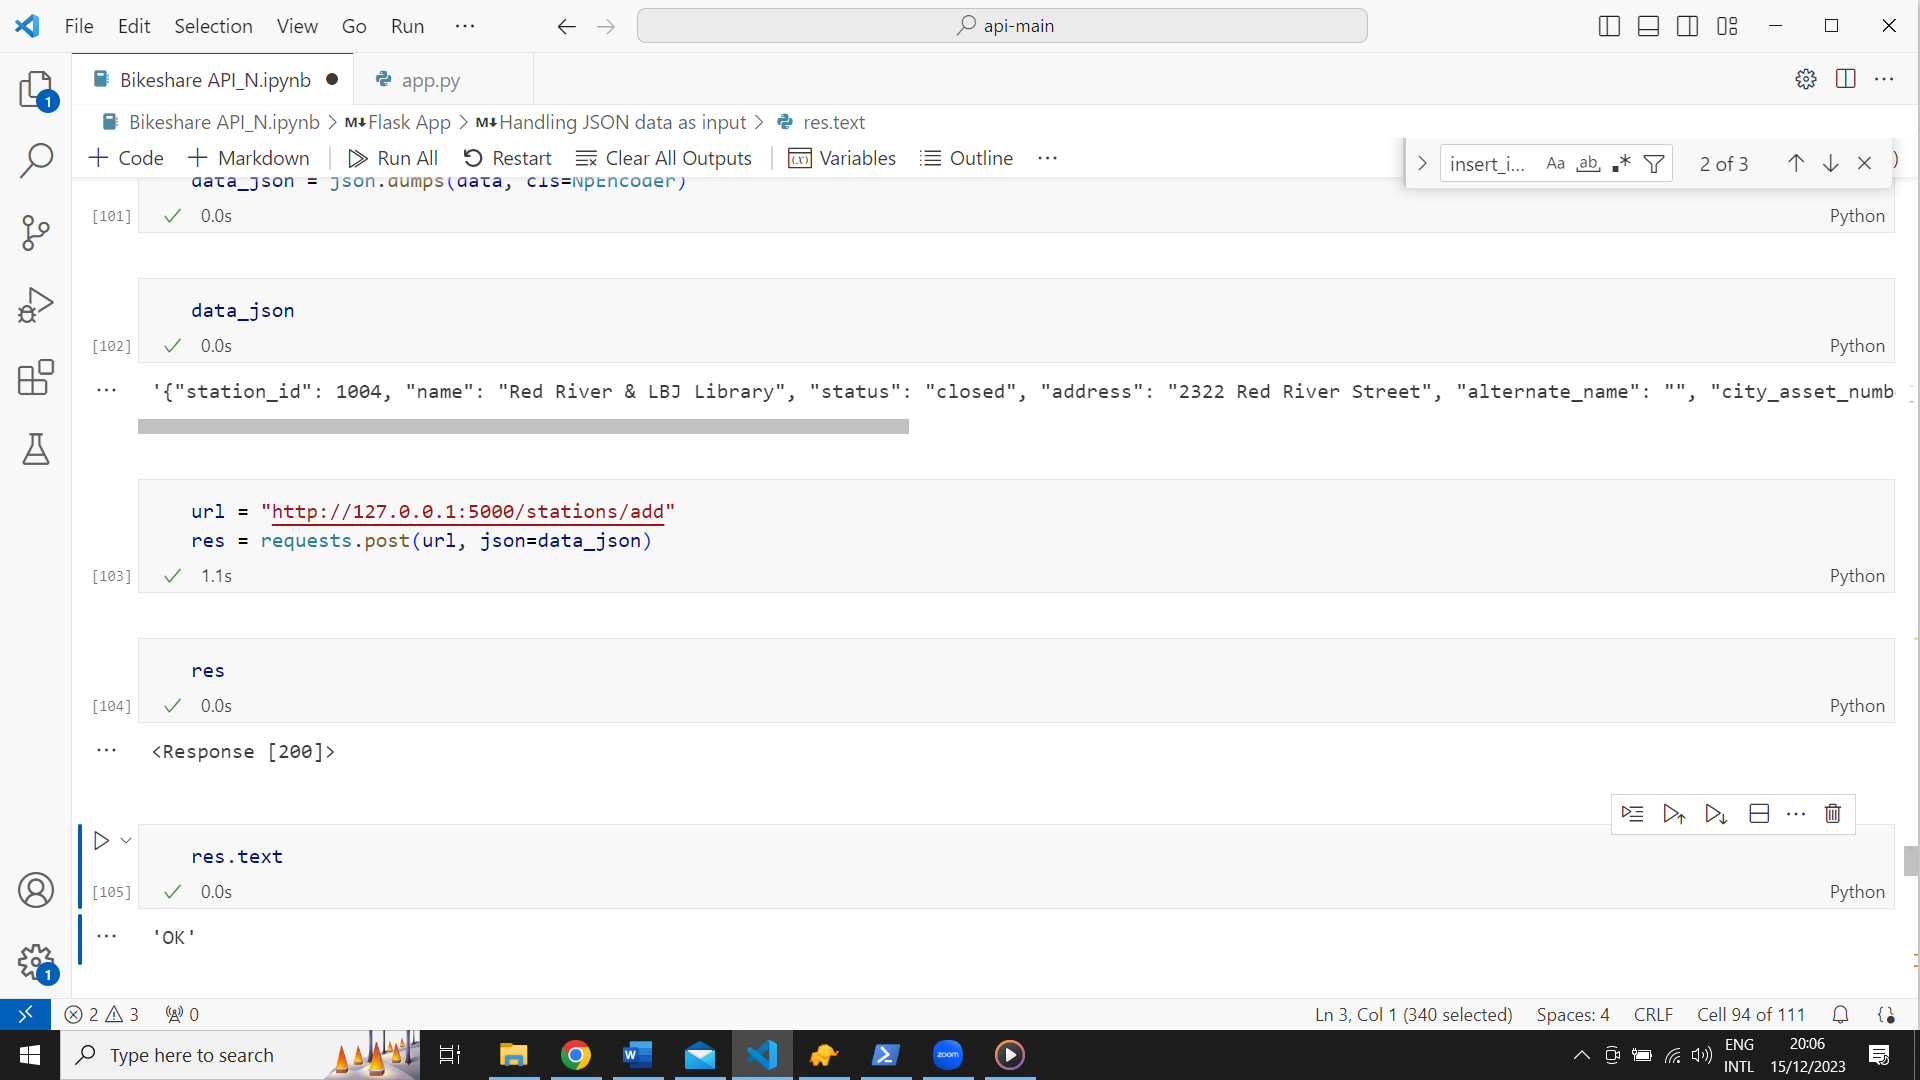 File Edit Selection View Go Run ···
api-main
Bikeshare API_N.ipynb
app.py
1
Bikeshare API_N.ipynb > M↓Flask App > M↓Handling JSON data as input > res.text
+ Code + Markdown Run All Restart Clear All Outputs Variables Outline ···
insert_i... Aa ab 2 of 3
data_json = json.dumps(data, cls=NpEncoder)
[101] 0.0s Python
data_json
[102] 0.0s Python
'{"station_id": 1004, "name": "Red River & LBJ Library", "status": "closed", "address": "2322 Red River Street", "alternate_name": "", "city_asset_numb
url = "http://127.0.0.1:5000/stations/add"
res = requests.post(url, json=data_json)
[103] 1.1s Python
res
[104] 0.0s Python
<Response [200]>
res.text
[105] 0.0s Python
'OK'
1
2 3 0
Ln 3, Col 1 (340 selected) Spaces: 4 CRLF Cell 94 of 111
Type here to search
W
zoom
ENG
INTL
20:06
15/12/2023